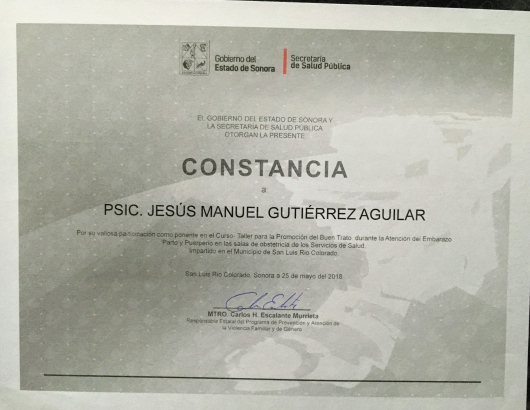 Gobierno del
Estado de Sonora
Secretaría
de Salud Pública
EL GOBIERNO DEL ESTADO DE SONORA Y
LA SECRETARIA DE SALUD PÚBLICA
OTORGAN LA PRESENTE:
CONSTANCIA
a:
PSIC. JESÚS MANUEL GUTIÉRREZ AGUILAR
Por su valiosa participación como ponente en el Curso- Taller para la Promoción del Buen Trato, durante la Atención del Embarazo
Parto y Puerperio en las salas de obstetricia de los Servicios de Salud.
Impartido en el Municipio de San Luis Rio Colorado.
San Luis Rio Colorado, Sonora a 25 de mayo del 2018.
MTRO. Carlos H. Escalante Murrieta
Responsable Estatal del Programa de Prevención y Atención de
la Violencia Familiar y de Género